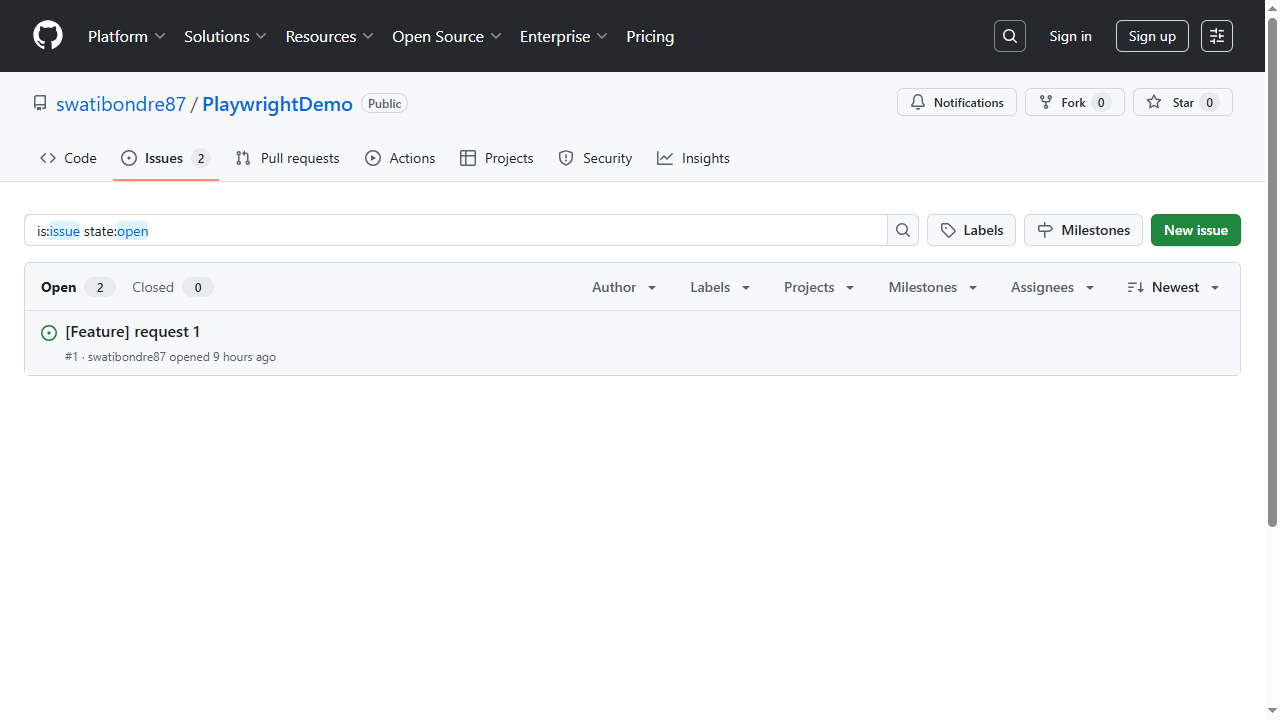 Platform Solutions Resources Open Source Enterprise Pricing Sign in Sign up
swatibondre87 / PlaywrightDemo Public Notifications Fork 0 Star 0
Code Issues 2 Pull requests Actions Projects Security Insights
is:issue state:open Labels Milestones New issue
Open 2 Closed 0 Author Labels Projects Milestones Assignees Newest
[Feature] request 1
#1 · swatibondre87 opened 9 hours ago